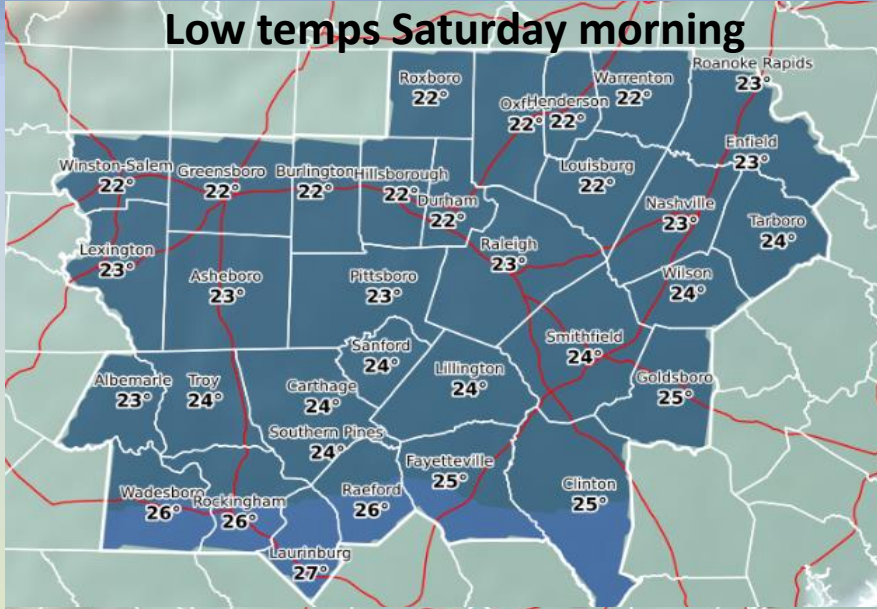 Low temps Saturday morning
Roxboro
22°
Oxf
22°
Henderson
22°
Warrenton
22°
Roanoke Rapids
23°
Enfield
23°
Winston-Salem
22°
Greensboro
22°
Burlington
22°
Hillsborough
22°
Durham
22°
Louisburg
22°
Nashville
23°
Tarboro
24°
Lexington
23°
Asheboro
23°
Pittsboro
23°
Raleigh
23°
Wilson
24°
Sanford
24°
Smithfield
24°
Albemarle
23°
Troy
24°
Carthage
24°
Lillington
24°
Goldsboro
25°
Southern Pines
24°
Fayetteville
25°
Clinton
25°
Wadesboro
26°
Rockingham
26°
Raeford
26°
Laurinburg
27°